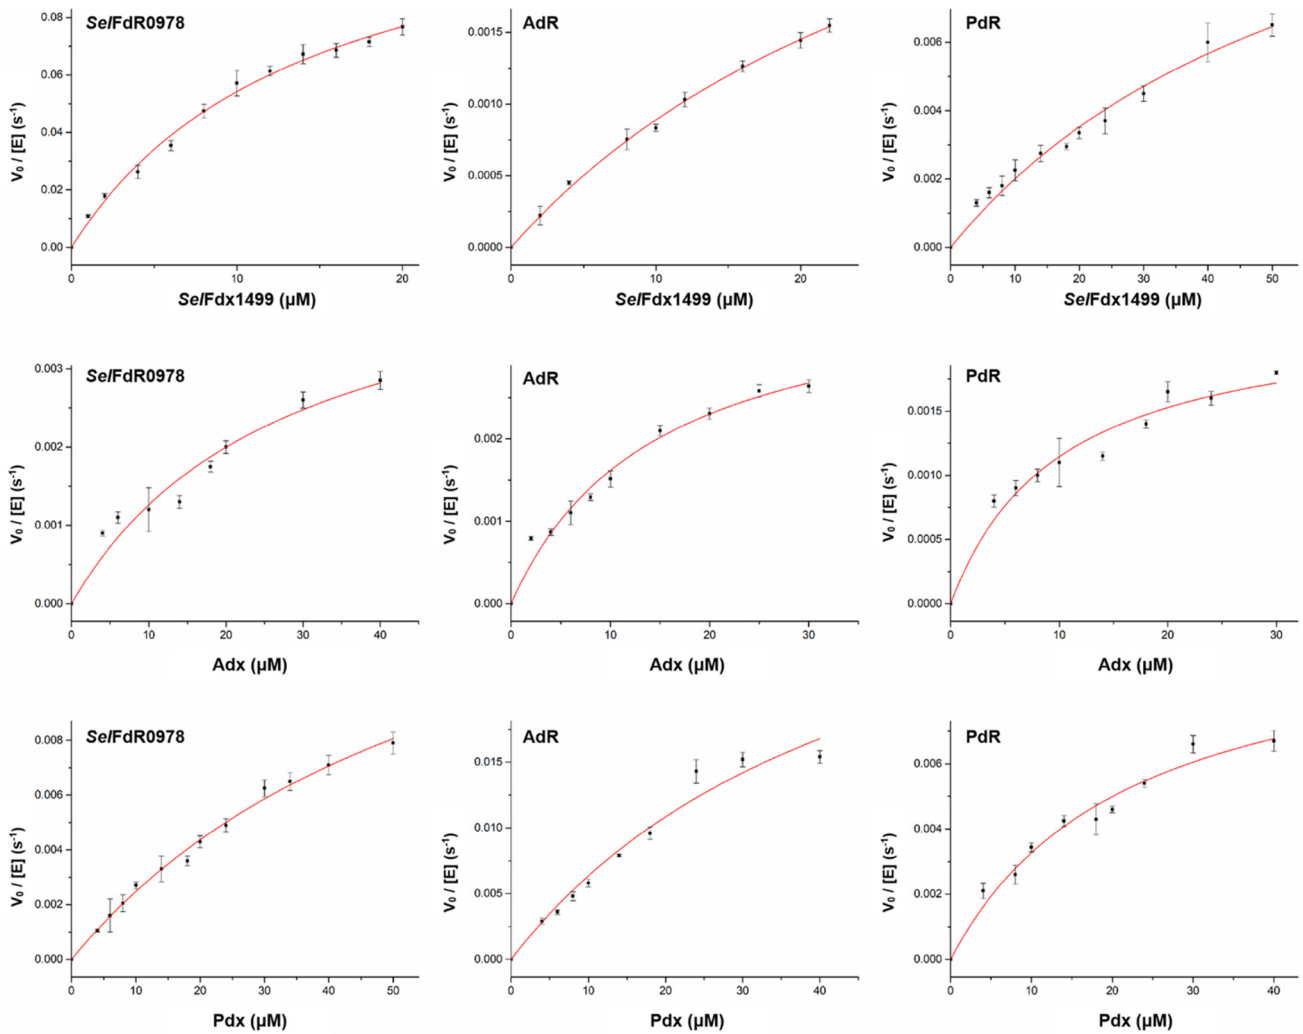 SelFdR0978
V0 / [E] (s-1)
0.08
0.06
0.04
0.02
0.00
0
10
20
SelFdx1499 (µM)
AdR
V0 / [E] (s-1)
0.0015
0.0010
0.0005
0.0000
0
10
20
SelFdx1499 (µM)
PdR
V0 / [E] (s-1)
0.006
0.004
0.002
0.000
0
10
20
30
40
50
SelFdx1499 (µM)
SelFdR0978
V0 / [E] (s-1)
0.003
0.002
0.001
0.000
0
10
20
30
40
Adx (µM)
AdR
V0 / [E] (s-1)
0.002
0.001
0.000
0
10
20
30
Adx (µM)
PdR
V0 / [E] (s-1)
0.0015
0.0010
0.0005
0.000
0
10
20
30
Adx (µM)
SelFdR0978
V0 / [E] (s-1)
0.008
0.006
0.004
0.002
0.000
0
10
20
30
40
50
Pdx (µM)
AdR
V0 / [E] (s-1)
0.015
0.010
0.005
0.000
0
10
20
30
40
Pdx (µM)
PdR
V0 / [E] (s-1)
0.006
0.004
0.002
0.000
0
10
20
30
40
Pdx (µM)